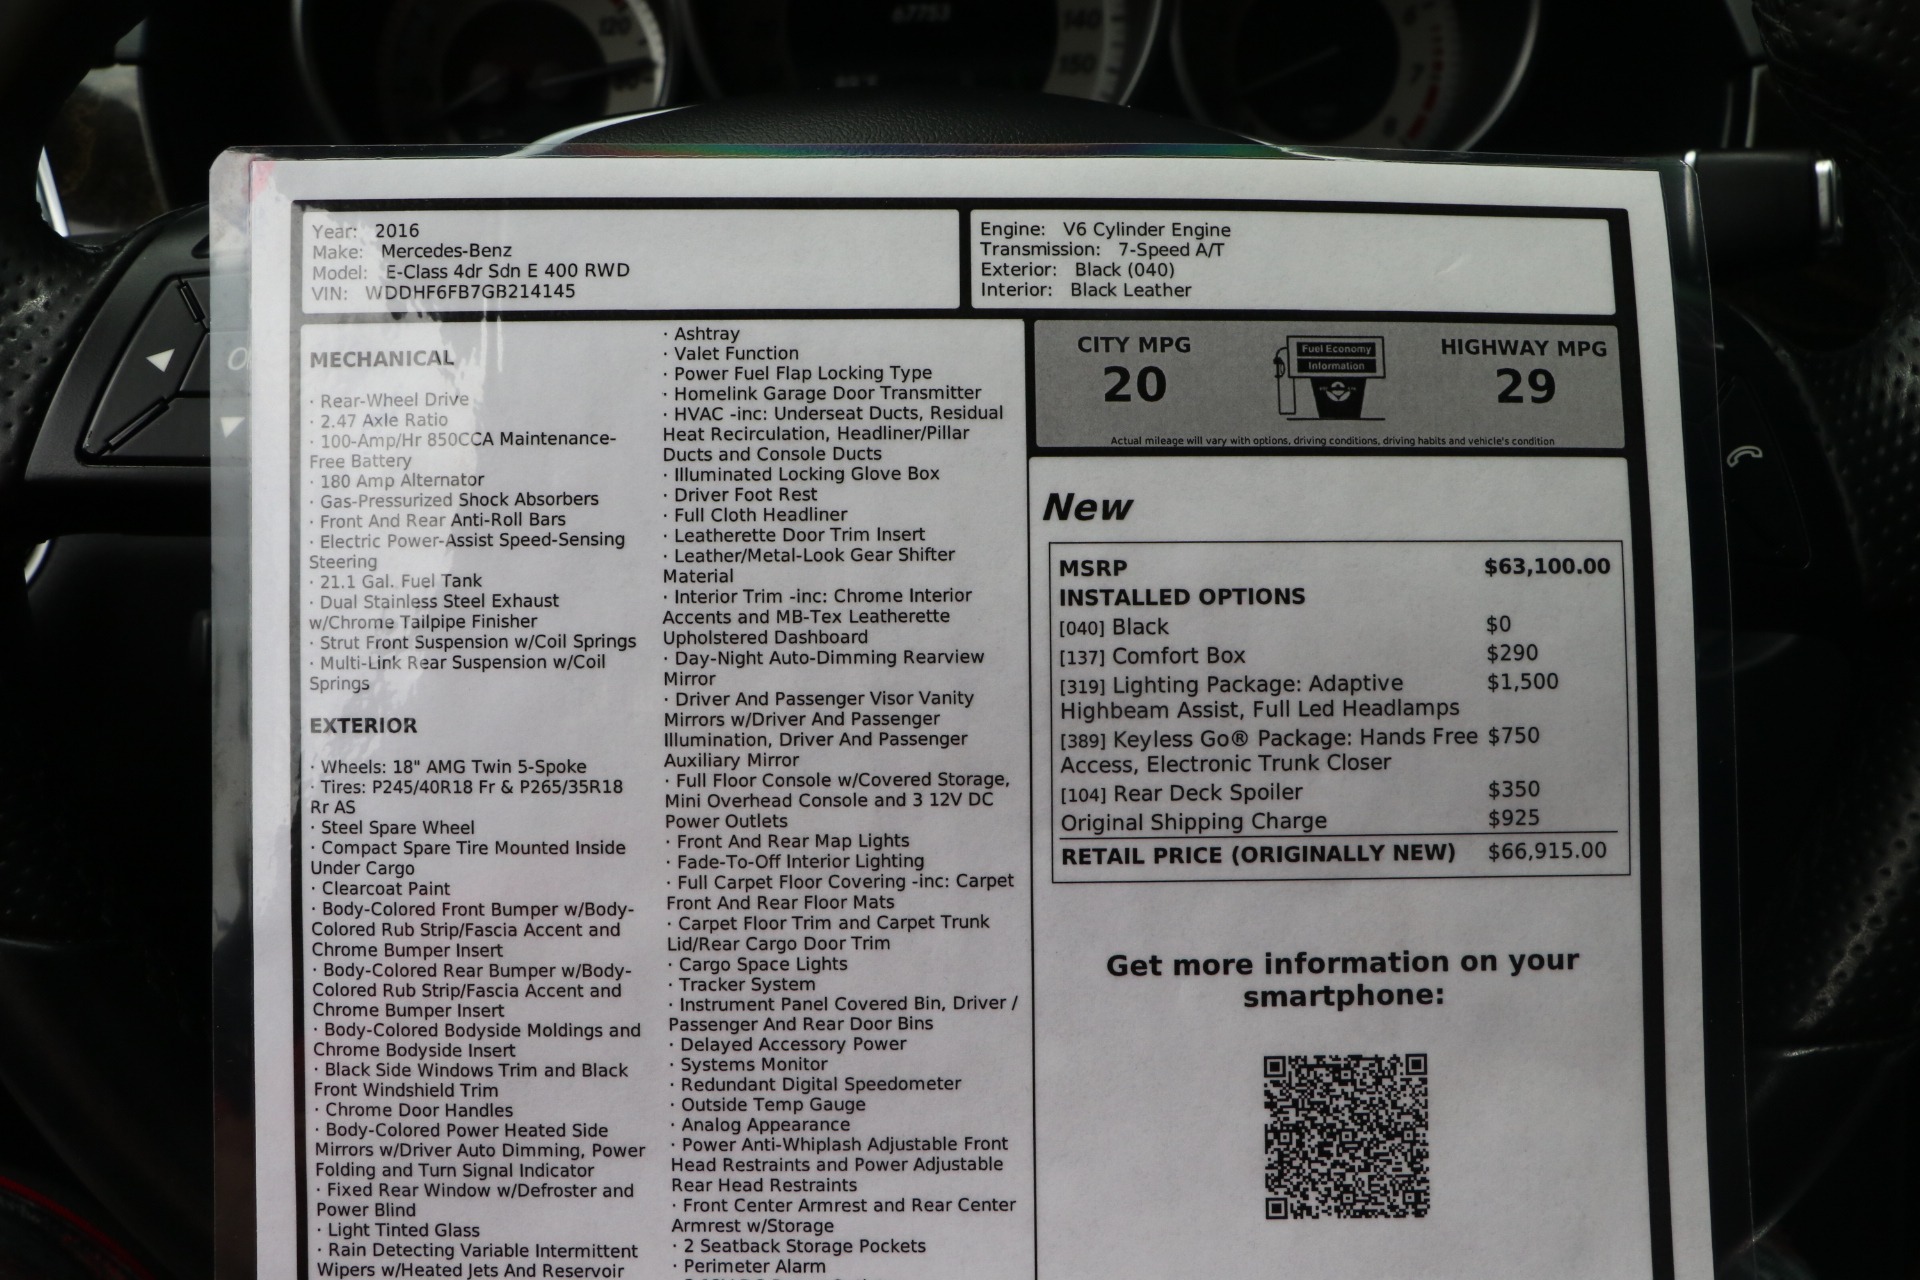 120
67753
140
150
6
7
8
Year: 2016
Make: Mercedes-Benz
Model: E-Class 4dr Sdn E 400 RWD
VIN: WDDHF6FB7GB214145
Engine: V6 Cylinder Engine
Transmission: 7-Speed A/T
Exterior: Black (040)
Interior: Black Leather
MECHANICAL
· Rear-Wheel Drive
· 2.47 Axle Ratio
· 100-Amp/Hr 850CCA Maintenance-
Free Battery
· 180 Amp Alternator
· Gas-Pressurized Shock Absorbers
· Front And Rear Anti-Roll Bars
· Electric Power-Assist Speed-Sensing
Steering
· 21.1 Gal. Fuel Tank
· Dual Stainless Steel Exhaust
w/Chrome Tailpipe Finisher
· Strut Front Suspension w/Coil Springs
· Multi-Link Rear Suspension w/Coil
Springs
EXTERIOR
· Wheels: 18" AMG Twin 5-Spoke
· Tires: P245/40R18 Fr & P265/35R18
Rr AS
· Steel Spare Wheel
· Compact Spare Tire Mounted Inside
Under Cargo
· Clearcoat Paint
· Body-Colored Front Bumper w/Body-
Colored Rub Strip/Fascia Accent and
Chrome Bumper Insert
· Body-Colored Rear Bumper w/Body-
Colored Rub Strip/Fascia Accent and
Chrome Bumper Insert
· Body-Colored Bodyside Moldings and
Chrome Bodyside Insert
· Black Side Windows Trim and Black
Front Windshield Trim
· Chrome Door Handles
· Body-Colored Power Heated Side
Mirrors w/Driver Auto Dimming, Power
Folding and Turn Signal Indicator
· Fixed Rear Window w/Defroster and
Power Blind
· Light Tinted Glass
· Rain Detecting Variable Intermittent
Wipers w/Heated Jets And Reservoir
· Ashtray
· Valet Function
· Power Fuel Flap Locking Type
· Homelink Garage Door Transmitter
· HVAC -inc: Underseat Ducts, Residual
Heat Recirculation, Headliner/Pillar
Ducts and Console Ducts
· Illuminated Locking Glove Box
· Driver Foot Rest
· Full Cloth Headliner
· Leatherette Door Trim Insert
· Leather/Metal-Look Gear Shifter
Material
· Interior Trim -inc: Chrome Interior
Accents and MB-Tex Leatherette
Upholstered Dashboard
· Day-Night Auto-Dimming Rearview
Mirror
· Driver And Passenger Visor Vanity
Mirrors w/Driver And Passenger
Illumination, Driver And Passenger
Auxiliary Mirror
· Full Floor Console w/Covered Storage,
Mini Overhead Console and 3 12V DC
Power Outlets
· Front And Rear Map Lights
· Fade-To-Off Interior Lighting
· Full Carpet Floor Covering -inc: Carpet
Front And Rear Floor Mats
· Carpet Floor Trim and Carpet Trunk
Lid/Rear Cargo Door Trim
· Cargo Space Lights
· Tracker System
· Instrument Panel Covered Bin, Driver /
Passenger And Rear Door Bins
· Delayed Accessory Power
· Systems Monitor
· Redundant Digital Speedometer
· Outside Temp Gauge
· Analog Appearance
· Power Anti-Whiplash Adjustable Front
Head Restraints and Power Adjustable
Rear Head Restraints
· Front Center Armrest and Rear Center
Armrest w/Storage
· 2 Seatback Storage Pockets
· Perimeter Alarm
CITY MPG
20
Fuel Economy
Information
HIGHWAY MPG
29
Actual mileage will vary with options, driving conditions, driving habits and vehicle's condition
New
MSRP $63,100.00
INSTALLED OPTIONS
[040] Black $0
[137] Comfort Box $290
[319] Lighting Package: Adaptive $1,500
Highbeam Assist, Full Led Headlamps
[389] Keyless Go® Package: Hands Free $750
Access, Electronic Trunk Closer
[104] Rear Deck Spoiler $350
Original Shipping Charge $925
RETAIL PRICE (ORIGINALLY NEW) $66,915.00
Get more information on your
smartphone: